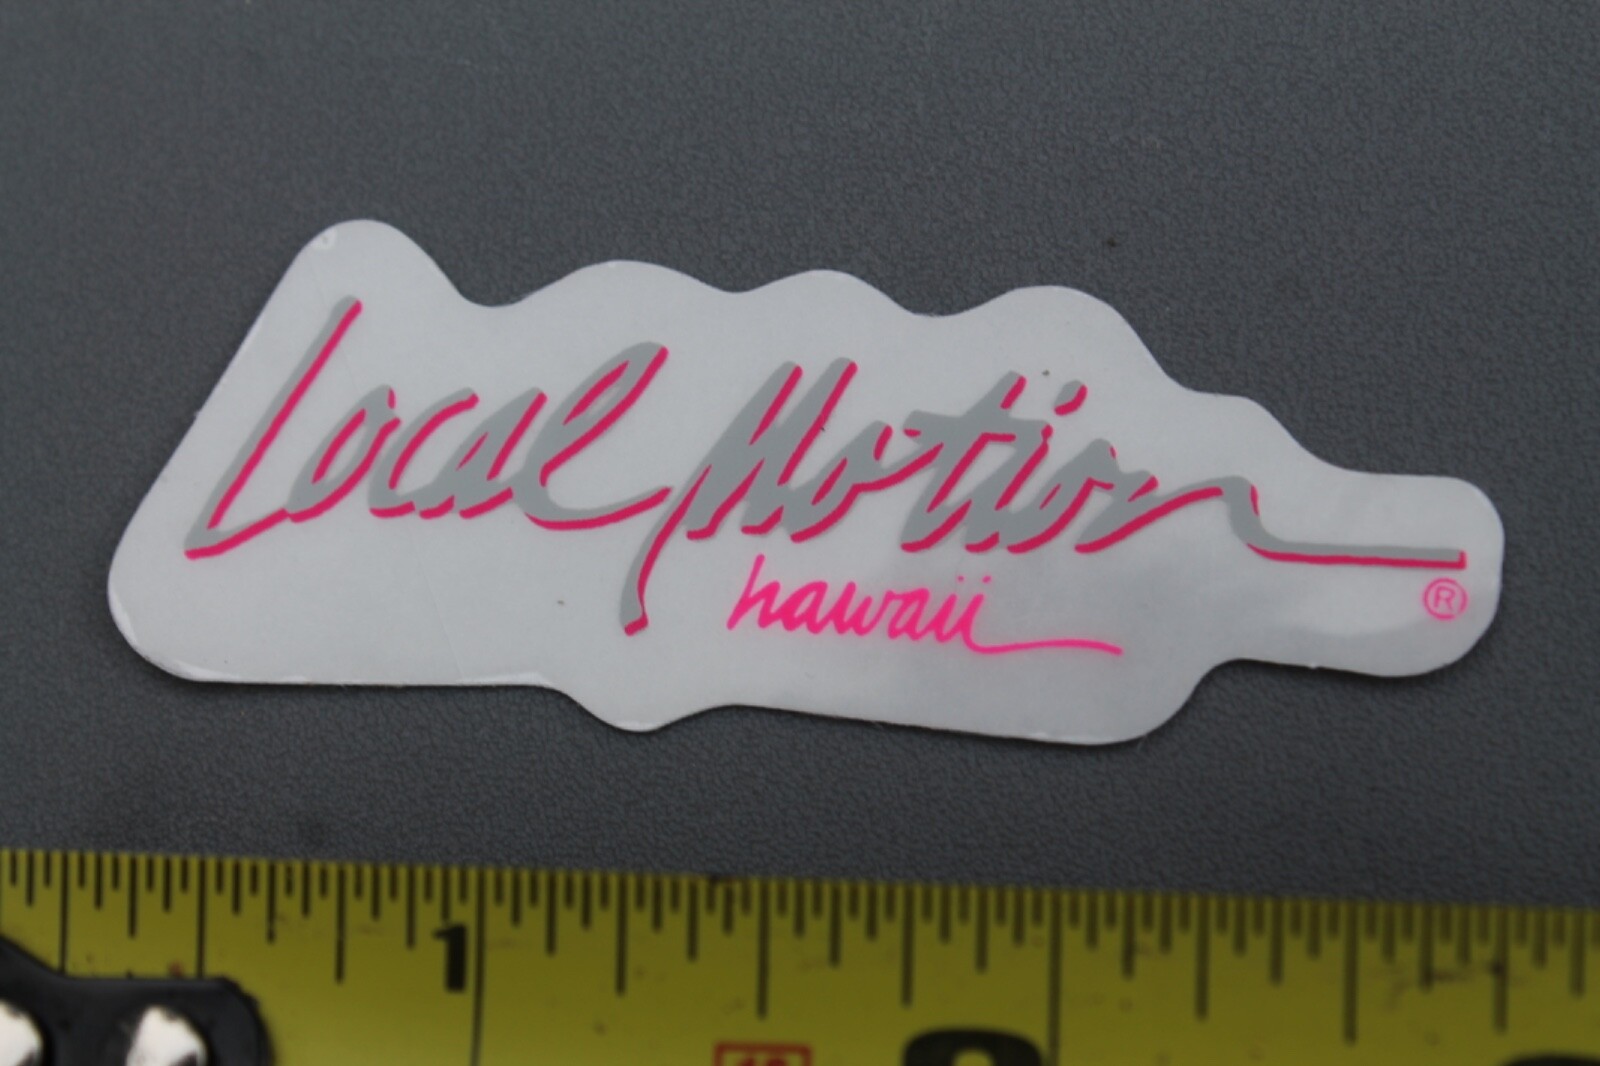 Local Motion
hawaii ®
1